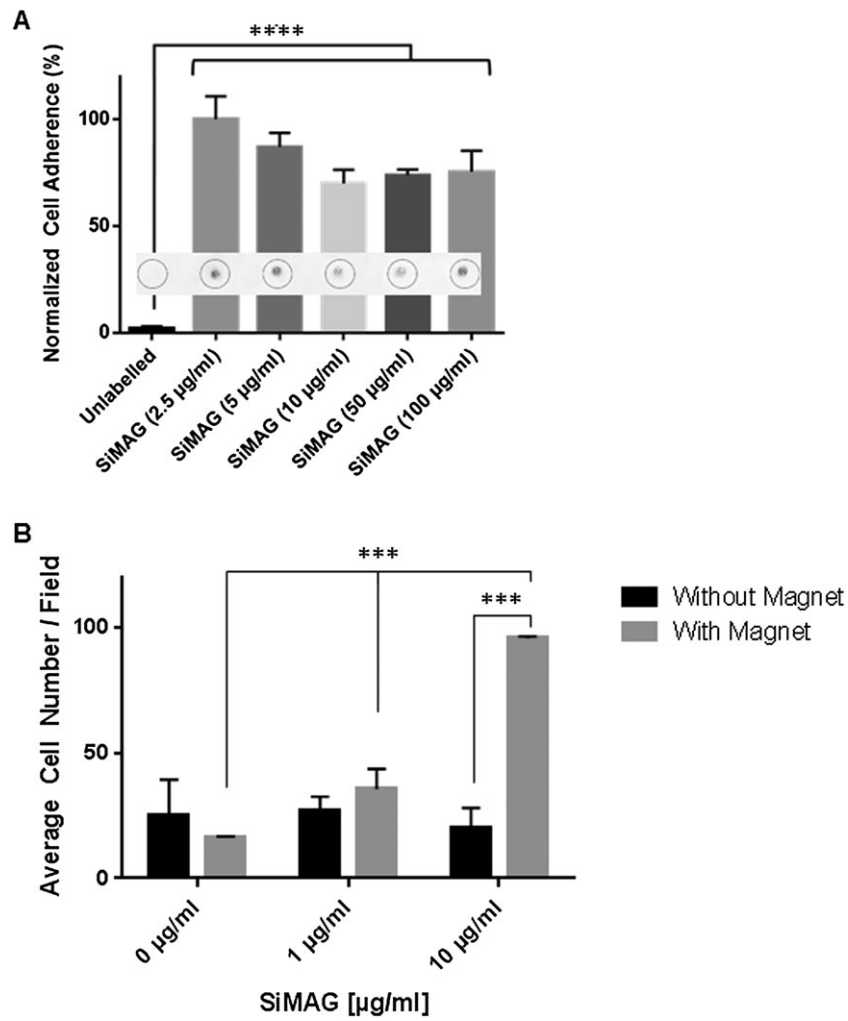 A
****
Normalized Cell Adherence (%)
100
50
0
Unlabelled
SiMAG (2.5 µg/ml)
SiMAG (5 µg/ml)
SiMAG (10 µg/ml)
SiMAG (50 µg/ml)
SiMAG (100 µg/ml)
B
***
***
Average Cell Number / Field
100
50
0
0 µg/ml
1 µg/ml
10 µg/ml
SiMAG [µg/ml]
Without Magnet
With Magnet